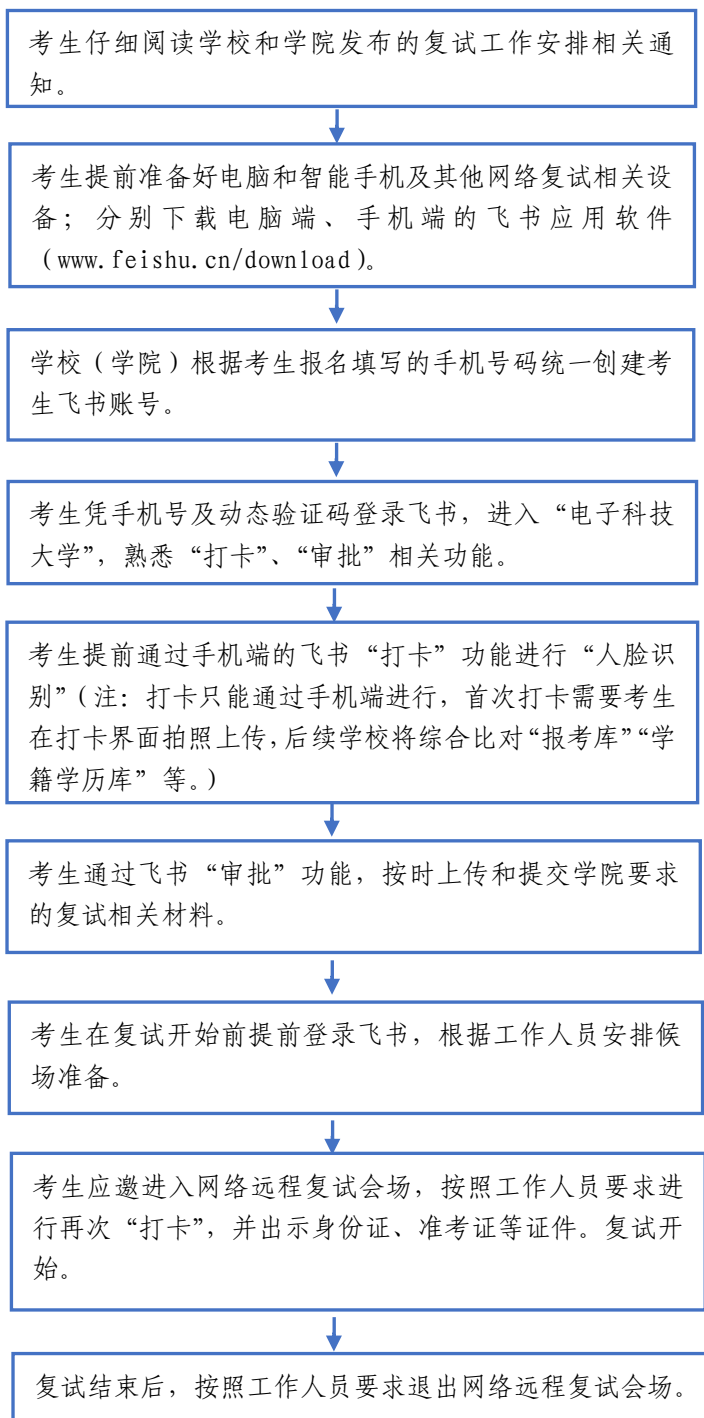 考生仔细阅读学校和学院发布的复试工作安排相关通
知。
考生提前准备好电脑和智能手机及其他网络复试相关设
备；分别下载电脑端、手机端的飞书应用软件
（www.feishu.cn/download）。
学校（学院）根据考生报名填写的手机号码统一创建考
生飞书账号。
考生凭手机号及动态验证码登录飞书，进入“电子科技
大学”，熟悉“打卡”、“审批”相关功能。
考生提前通过手机端的飞书“打卡”功能进行“人脸识
别”（注：打卡只能通过手机端进行，首次打卡需要考生
在打卡界面拍照上传，后续学校将综合比对“报考库”“学
籍学历库”等。）
考生通过飞书“审批”功能，按时上传和提交学院要求
的复试相关材料。
考生在复试开始前提前登录飞书，根据工作人员安排候
场准备。
考生应邀进入网络远程复试会场，按照工作人员要求进
行再次“打卡”，并出示身份证、准考证等证件。复试开
始。
复试结束后，按照工作人员要求退出网络远程复试会场。